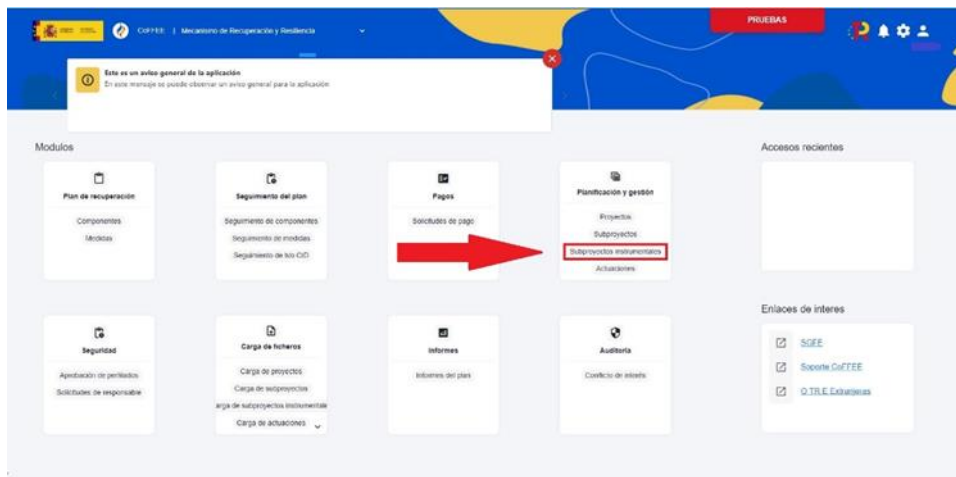 CoFFEE | Mecanismo de Recuperación y Resiliencia
PRUEBAS
Este es un aviso general de la aplicación
En este mensaje se puede observar un aviso general para la aplicación
Modulos
Accesos recientes
Plan de recuperación
Componentes
Medidas
Seguimiento del plan
Seguimiento de componentes
Seguimiento de medidas
Seguimiento de hito C/D
Pagos
Solicitudes de pago
Planificación y gestión
Proyectos
Subproyectos
Subproyectos instrumentales
Actuaciones
Enlaces de interes
SGFE
Soporte CoFFEE
O.TR.E Extranjeras
Seguridad
Aprobación de perfilados
Solicitudes de responsable
Carga de ficheros
Carga de proyectos
Carga de subproyectos
arga de subproyectos instrumentale
Carga de actuaciones
Informes
Informes del plan
Auditoria
Conflicto de interés